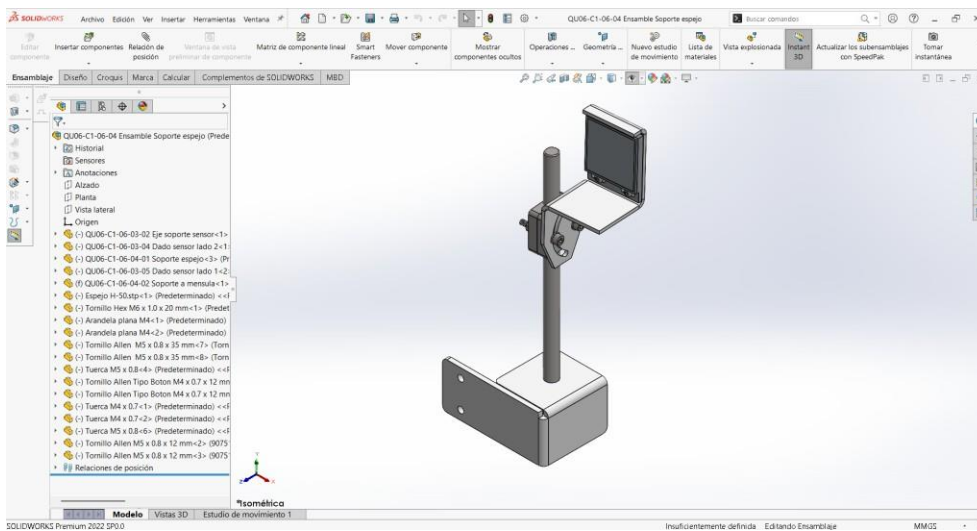 SOLIDWORKS
Archivo Edición Ver Insertar Herramientas Ventana
QU06-C1-06-04 Ensamble Soporte espejo
Buscar comandos
Editar componente
Insertar componentes
Relación de posición
Ventana de vista preliminar de componente
Matriz de componente lineal
Smart Fasteners
Mover componente
Mostrar componentes ocultos
Operaciones ...
Geometría ...
Nuevo estudio de movimiento
Lista de materiales
Vista explosionada
Instant 3D
Actualizar los subensamblajes con SpeedPak
Tomar instantánea
Ensamblaje Diseño Croquis Marca Calcular Complementos de SOLIDWORKS MBD
QU06-C1-06-04 Ensamble Soporte espejo (Prede
Historial
Sensores
Anotaciones
Alzado
Planta
Vista lateral
Origen
(-) QU06-C1-06-03-02 Eje soporte sensor<1>
(-) QU06-C1-06-03-04 Dado sensor lado 2<1
(-) QU06-C1-06-04-01 Soporte espejo<3> (Pr
(-) QU06-C1-06-03-05 Dado sensor lado 1<2
(f) QU06-C1-06-04-02 Soporte a mensula<1>
(-) Espejo H-50.stp<1> (Predeterminado) <<
(-) Tornillo Hex M6 x 1.0 x 20 mm<1> (Predet
(-) Arandela plana M4<1> (Predeterminado)
(-) Arandela plana M4<2> (Predeterminado)
(-) Tornillo Allen M5 x 0.8 x 35 mm<7> (Torn
(-) Tornillo Allen M5 x 0.8 x 35 mm<8> (Torn
(-) Tuerca M5 x 0.8<4> (Predeterminado) <<F
(-) Tornillo Allen Tipo Boton M4 x 0.7 x 12 mn
(-) Tornillo Allen Tipo Boton M4 x 0.7 x 12 mn
(-) Tuerca M4 x 0.7<1> (Predeterminado) <<F
(-) Tuerca M4 x 0.7<2> (Predeterminado) <<F
(-) Tuerca M5 x 0.8<6> (Predeterminado) <<F
(-) Tornillo Allen M5 x 0.8 x 12 mm<2> (9075
(-) Tornillo Allen M5 x 0.8 x 12 mm<3> (9075
Relaciones de posición
*Isométrica
Modelo Vistas 3D Estudio de movimiento 1
SOLIDWORKS Premium 2022 SP0.0
Insuficientemente definida Editando Ensamblaje MMGS